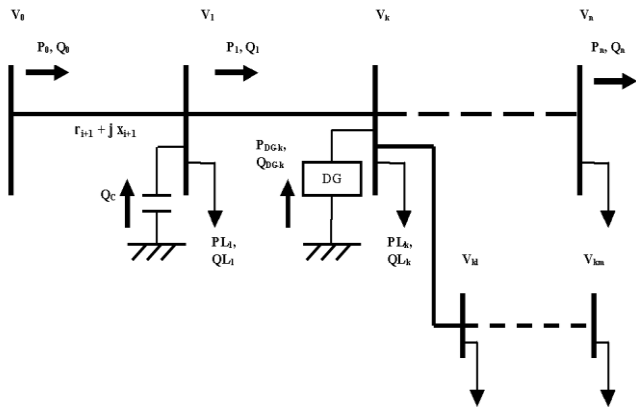 V0 V1 Vk Vn
P0, Q0 P1, Q1 Pn, Qn
ri+1 + j xi+1
PDG-k,
QDG-k
DG
QC
PL1,
QL1
PLk,
QLk
Vkl Vkm